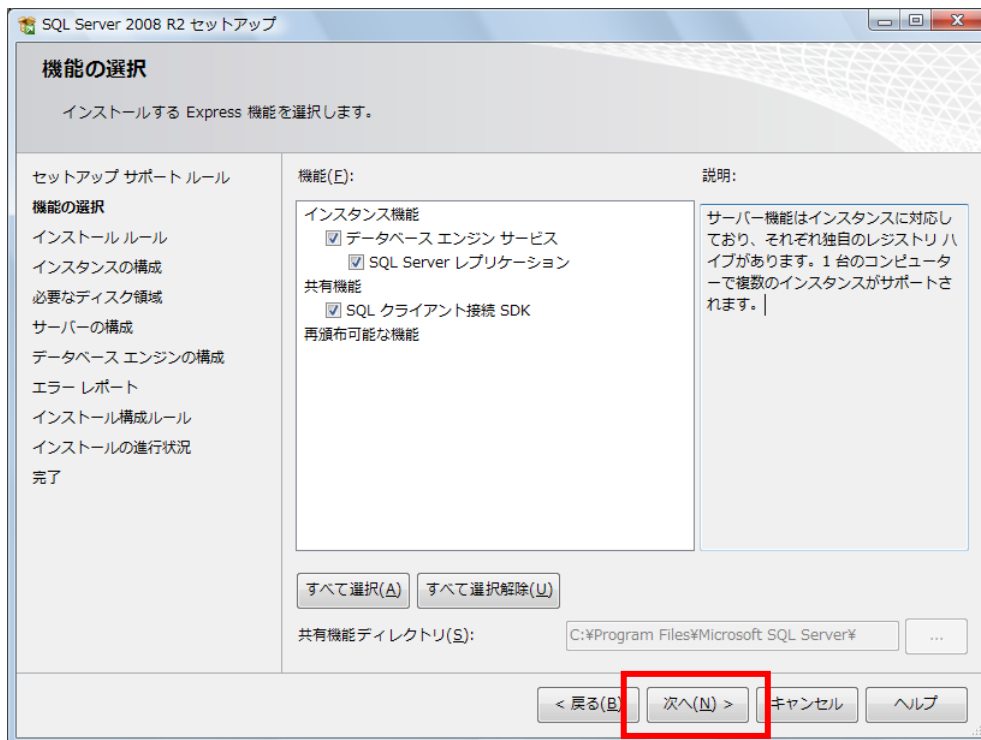 SQL Server 2008 R2 セットアップ
機能の選択
インストールする Express 機能を選択します。
セットアップ サポート ルール
機能の選択
インストール ルール
インスタンスの構成
必要なディスク領域
サーバーの構成
データベース エンジンの構成
エラー レポート
インストール構成ルール
インストールの進行状況
完了
機能(F):
インスタンス機能
データベース エンジン サービス
SQL Server レプリケーション
共有機能
SQL クライアント接続 SDK
再頒布可能な機能
説明:
サーバー機能はインスタンスに対応し
ており、それぞれ独自のレジストリ ハ
イブがあります。1 台のコンピュータ
ーで複数のインスタンスがサポートさ
れます。
すべて選択(A) すべて選択解除(U)
共有機能ディレクトリ(S): C:¥Program Files¥Microsoft SQL Server¥ ...
< 戻る(B) 次へ(N) > キャンセル ヘルプ